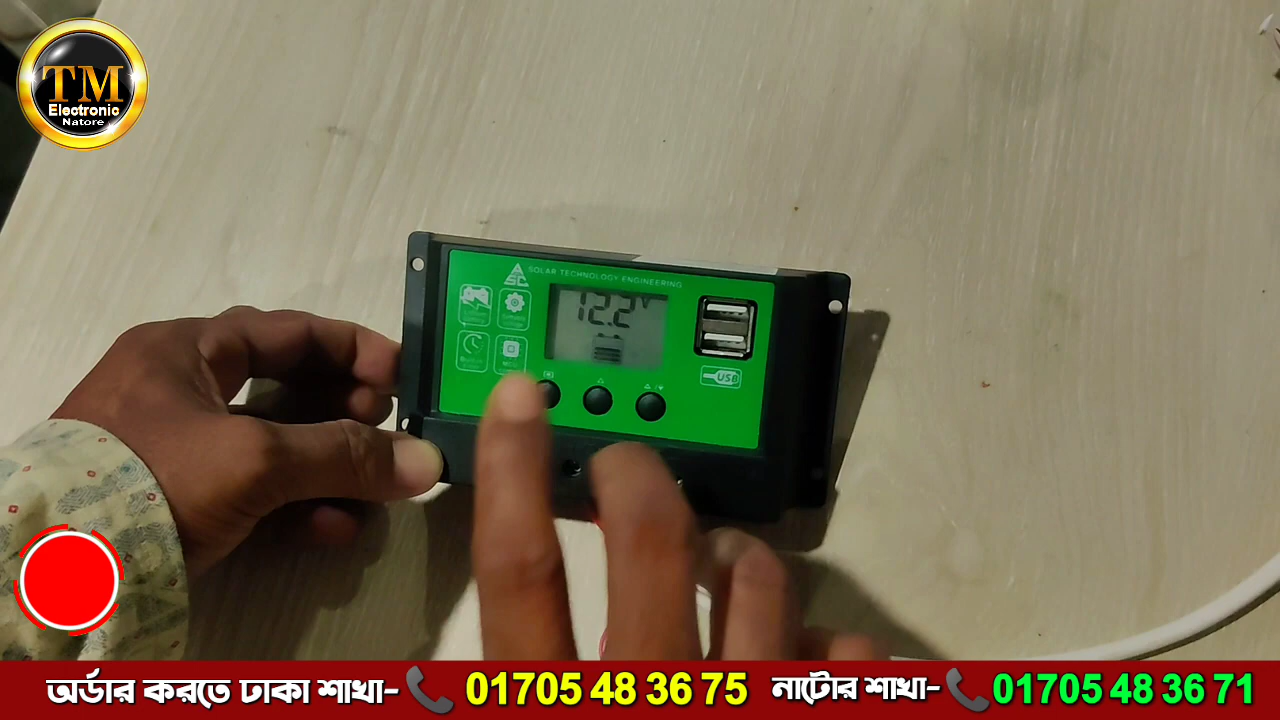 TM
Electronic
Natore
SOLAR TECHNOLOGY ENGINEERING
ASC
12.2V
USB
অর্ডার করতে ঢাকা শাখা- 01705 48 36 75 নাটোর শাখা- 01705 48 36 71